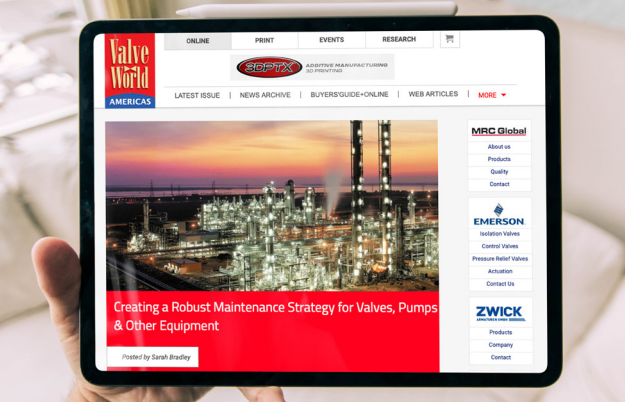 ONLINE
PRINT
EVENTS
RESEARCH
Valve
World
AMERICAS
3DPTX
ADDITIVE MANUFACTURING
3D PRINTING
LATEST ISSUE | NEWS ARCHIVE | BUYERS'GUIDE+ONLINE | WEB ARTICLES | MORE
Creating a Robust Maintenance Strategy for Valves, Pumps
& Other Equipment
Posted by Sarah Bradley
MRC Global
About us
Products
Quality
Contact
EMERSON
Isolation Valves
Control Valves
Pressure Relief Valves
Actuation
Contact Us
ZWICK
ARMATUREN GMBH
Products
Company
Contact